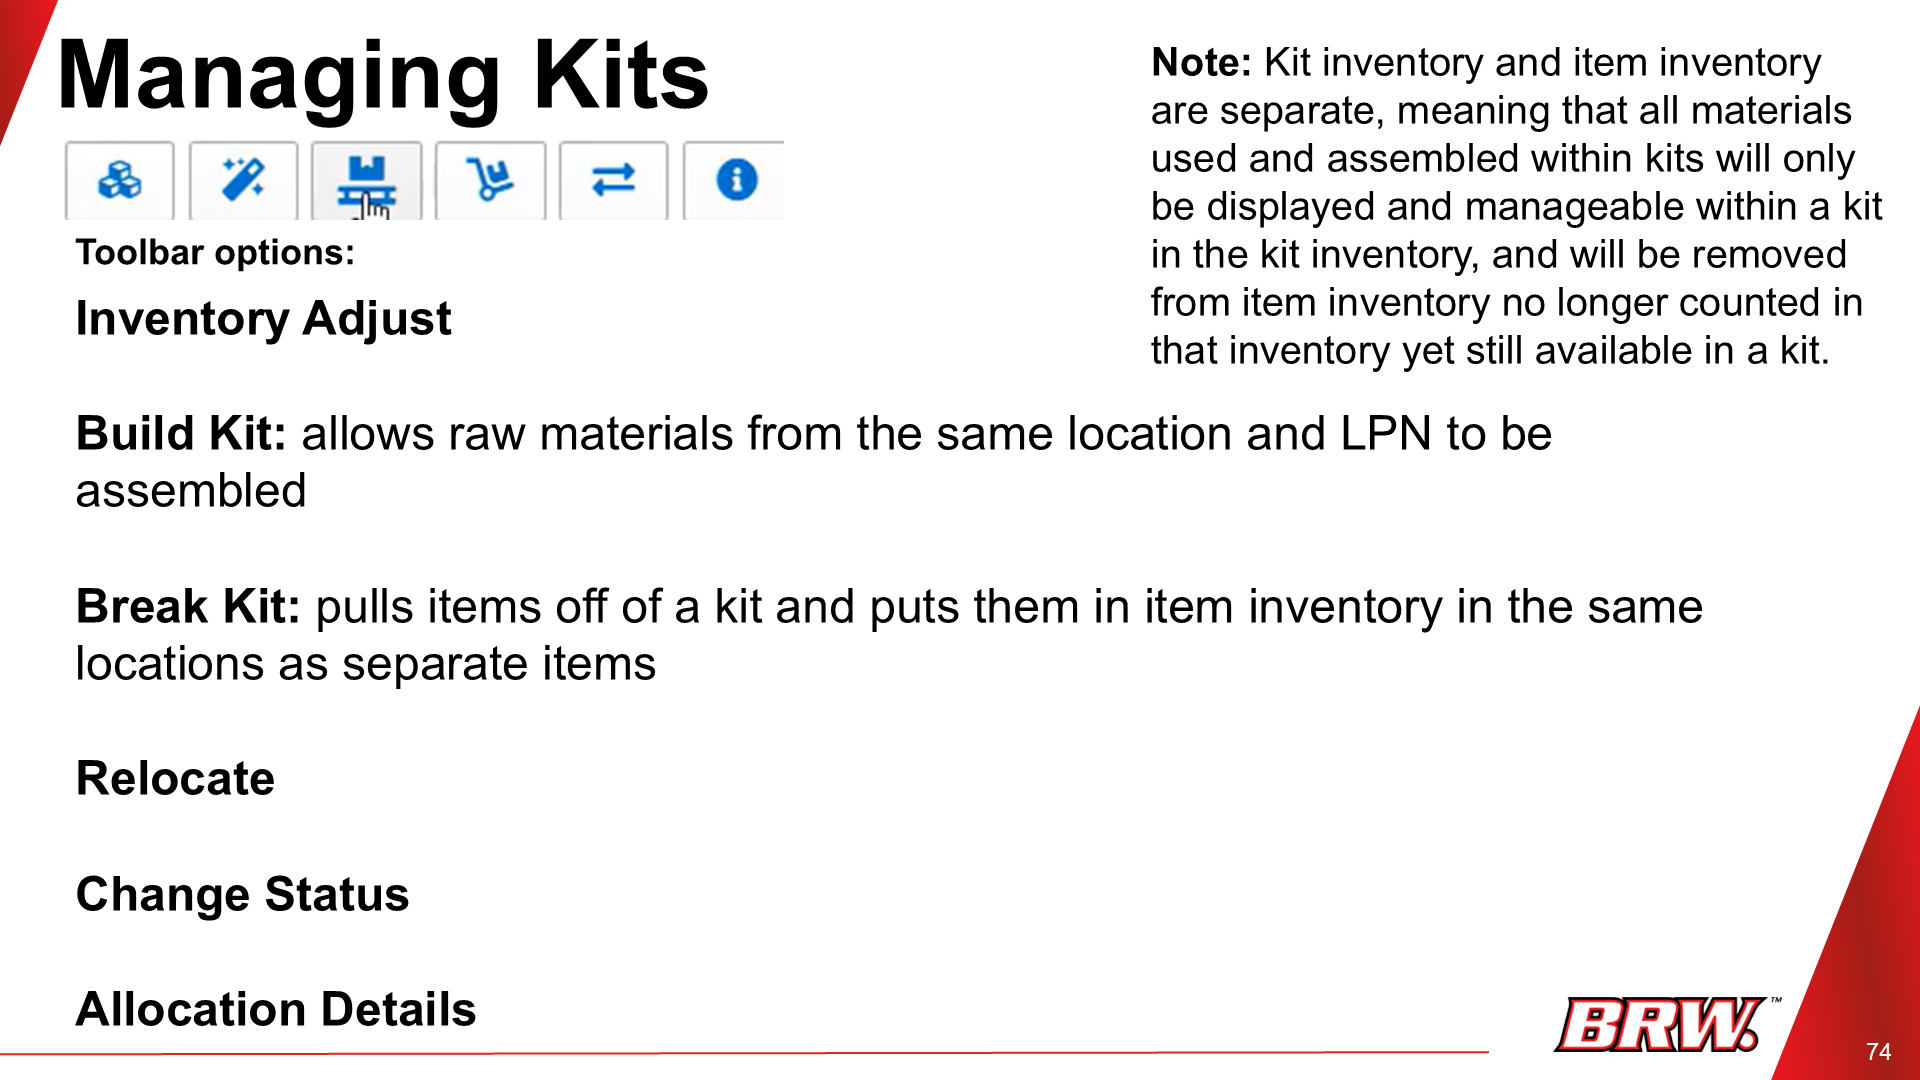 Managing Kits
Toolbar options:
Inventory Adjust
Build Kit: allows raw materials from the same location and LPN to be
assembled
Break Kit: pulls items off of a kit and puts them in item inventory in the same
locations as separate items
Relocate
Change Status
Allocation Details
Note: Kit inventory and item inventory
are separate, meaning that all materials
used and assembled within kits will only
be displayed and manageable within a kit
in the kit inventory, and will be removed
from item inventory no longer counted in
that inventory yet still available in a kit.
BRW.™
74